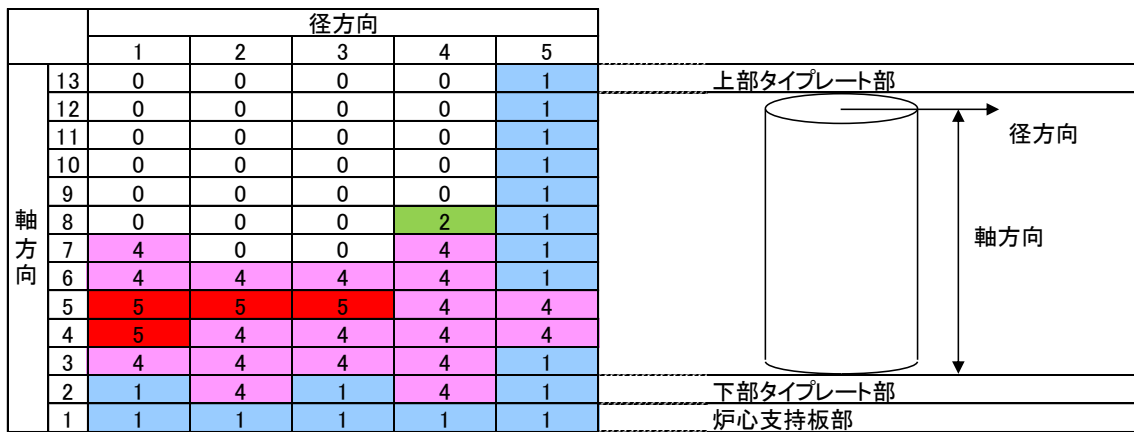 径方向
1 2 3 4 5
13 0 0 0 0 1 上部タイプレート部
12 0 0 0 0 1
11 0 0 0 0 1 径方向
10 0 0 0 0 1
9 0 0 0 0 1
軸 8 0 0 0 2 1
方 7 4 0 0 4 1 軸方向
向 6 4 4 4 4 1
5 5 5 5 4 4
4 5 4 4 4 4
3 4 4 4 4 1
2 1 4 1 4 1 下部タイプレート部
1 1 1 1 1 1 炉心支持板部